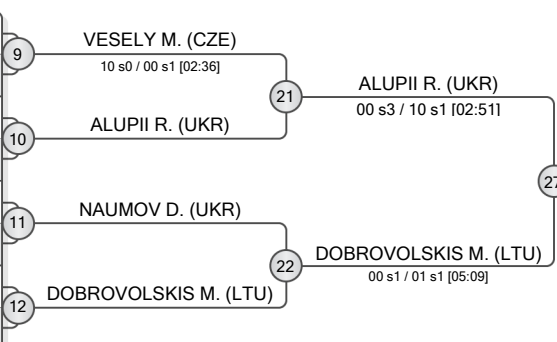 VESELY M. (CZE)
9
10 s0 / 00 s1 [02:36]
ALUPII R. (UKR)
21
00 s3 / 10 s1 [02:51]
ALUPII R. (UKR)
10
27
NAUMOV D. (UKR)
11
DOBROVOLSKIS M. (LTU)
22
00 s1 / 01 s1 [05:09]
DOBROVOLSKIS M. (LTU)
12